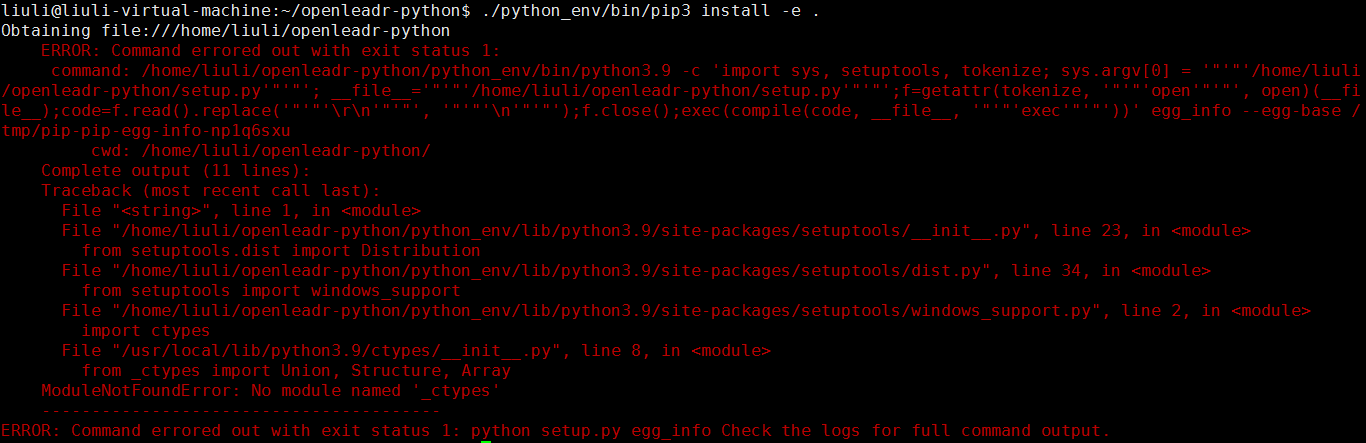 liuli@liuli-virtual-machine:~/openleadr-python$ ./python_env/bin/pip3 install -e .
Obtaining file:///home/liuli/openleadr-python
    ERROR: Command errored out with exit status 1:
     command: /home/liuli/openleadr-python/python_env/bin/python3.9 -c 'import sys, setuptools, tokenize; sys.argv[0] = '"'"'/home/liuli
/openleadr-python/setup.py'"'"'; __file__='"'"'/home/liuli/openleadr-python/setup.py'"'"';f=getattr(tokenize, '"'"'open'"'"', open)(__fi
le__);code=f.read().replace('"'"'\r\n'"'"', '"'"'\n'"'"');f.close();exec(compile(code, __file__, '"'"'exec'"'"'))' egg_info --egg-base /
tmp/pip-pip-egg-info-np1q6sxu
         cwd: /home/liuli/openleadr-python/
    Complete output (11 lines):
    Traceback (most recent call last):
      File "<string>", line 1, in <module>
      File "/home/liuli/openleadr-python/python_env/lib/python3.9/site-packages/setuptools/__init__.py", line 23, in <module>
        from setuptools.dist import Distribution
      File "/home/liuli/openleadr-python/python_env/lib/python3.9/site-packages/setuptools/dist.py", line 34, in <module>
        from setuptools import windows_support
      File "/home/liuli/openleadr-python/python_env/lib/python3.9/site-packages/setuptools/windows_support.py", line 2, in <module>
        import ctypes
      File "/usr/local/lib/python3.9/ctypes/__init__.py", line 8, in <module>
        from _ctypes import Union, Structure, Array
    ModuleNotFoundError: No module named '_ctypes'
    ----------------------------------------
ERROR: Command errored out with exit status 1: python setup.py egg_info Check the logs for full command output.